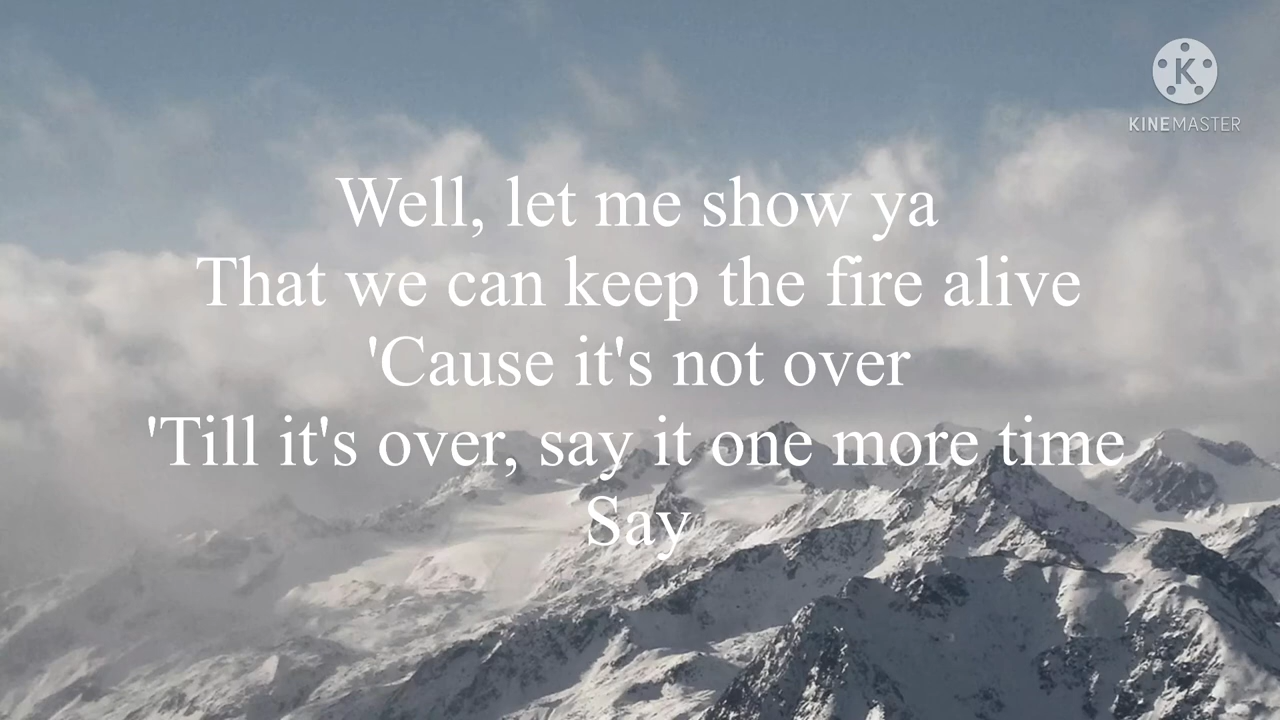 KINEMASTER
Well, let me show ya
That we can keep the fire alive
'Cause it's not over
'Till it's over, say it one more time
Say